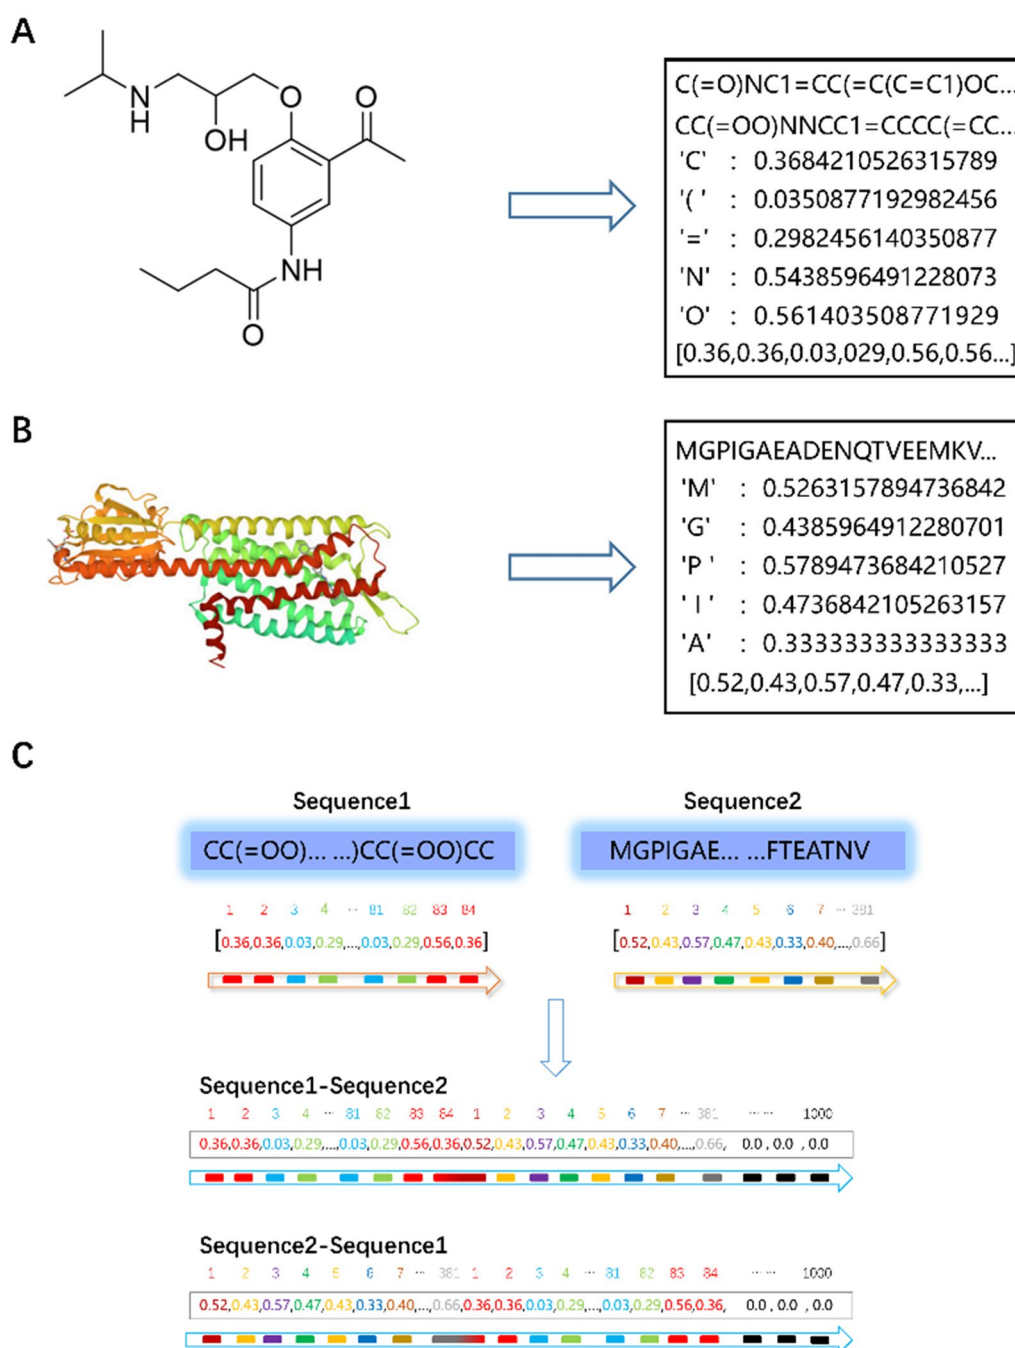 A
N
H
OH
O
O
NH
O
C(=O)NC1=CC(=C(C=C1)OC...
CC(=OO)NNCC1=CCCC(=CC...
'C' : 0.3684210526315789
'(' : 0.0350877192982456
'=' : 0.2982456140350877
'N' : 0.5438596491228073
'O' : 0.561403508771929
[0.36,0.36,0.03,029,0.56,0.56...]
B
MGPIGAEADENQTVEEMKV...
'M' : 0.5263157894736842
'G' : 0.4385964912280701
'P' : 0.5789473684210527
'I' : 0.4736842105263157
'A' : 0.333333333333333
[0.52,0.43,0.57,0.47,0.33,...]
C
Sequence1
CC(=OO)... ...)CC(=OO)CC
1 2 3 4 ... 81 82 83 84
[0.36,0.36,0.03,0.29,...,0.03,0.29,0.56,0.36]
Sequence2
MGPIGAE... ...FTEATNV
1 2 3 4 5 6 7 ... 381
[0.52,0.43,0.57,0.47,0.43,0.33,0.40,...,0.66]
Sequence1-Sequence2
1 2 3 4 ... 81 82 83 84 1 2 3 4 5 6 7 ... 381 ... ... 1000
0.36,0.36,0.03,0.29,...,0.03,0.29,0.56,0.36,0.52,0.43,0.57,0.47,0.43,0.33,0.40,...,0.66, 0.0 , 0.0 , 0.0
Sequence2-Sequence1
1 2 3 4 5 6 7 ... 381 1 2 3 4 ... 81 82 83 84 ... ... 1000
0.52,0.43,0.57,0.47,0.43,0.33,0.40,...,0.66,0.36,0.36,0.03,0.29,...,0.03,0.29,0.56,0.36, 0.0 , 0.0 , 0.0